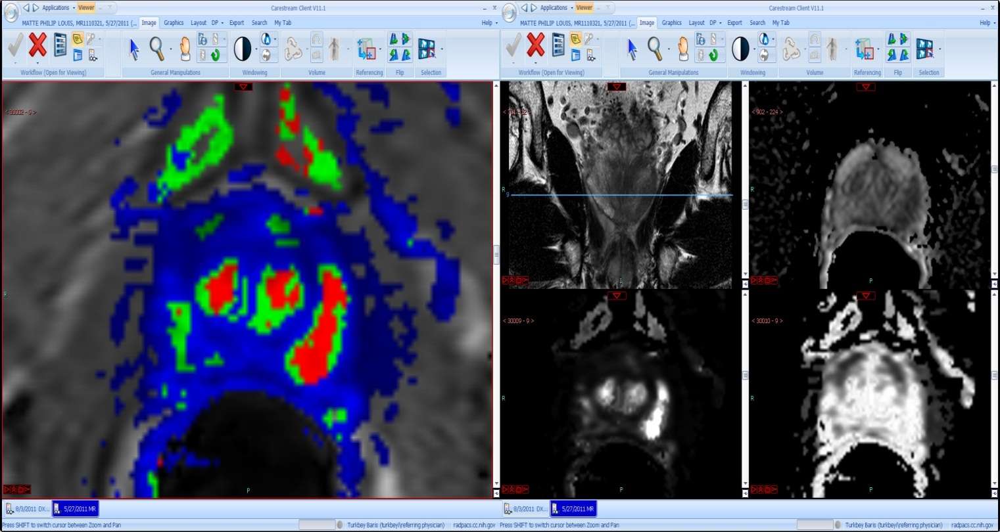 Applications Viewer Carestream Client V11.1
MATTE PHILIP LOUIS, MR1110321, 5/27/2011 (... Image Graphics Layout DP Export Search My Tab Help
Workflow (Open for Viewing) General Manipulations Windowing Volume Referencing Flip Selection
< 30002 - 9 >
R
P
8/3/2011 DX... 5/27/2011 MR
Press SHIFT to switch cursor between Zoom and Pan Turkbey Baris (turkbeyi\referring physician) radpacs.cc.nih.gov
Applications Viewer Carestream Client V11.1
MATTE PHILIP LOUIS, MR1110321, 5/27/2011 (... Image Graphics Layout DP Export Search My Tab Help
Workflow (Open for Viewing) General Manipulations Windowing Volume Referencing Flip Selection
R
9
I
< 902 - 224 >
R
P
< 30009 - 9 >
R
P
< 30010 - 9 >
R
P
8/3/2011 DX... 5/27/2011 MR
Press SHIFT to switch cursor between Zoom and Pan Turkbey Baris (turkbeyi\referring physician) radpacs.cc.nih.gov